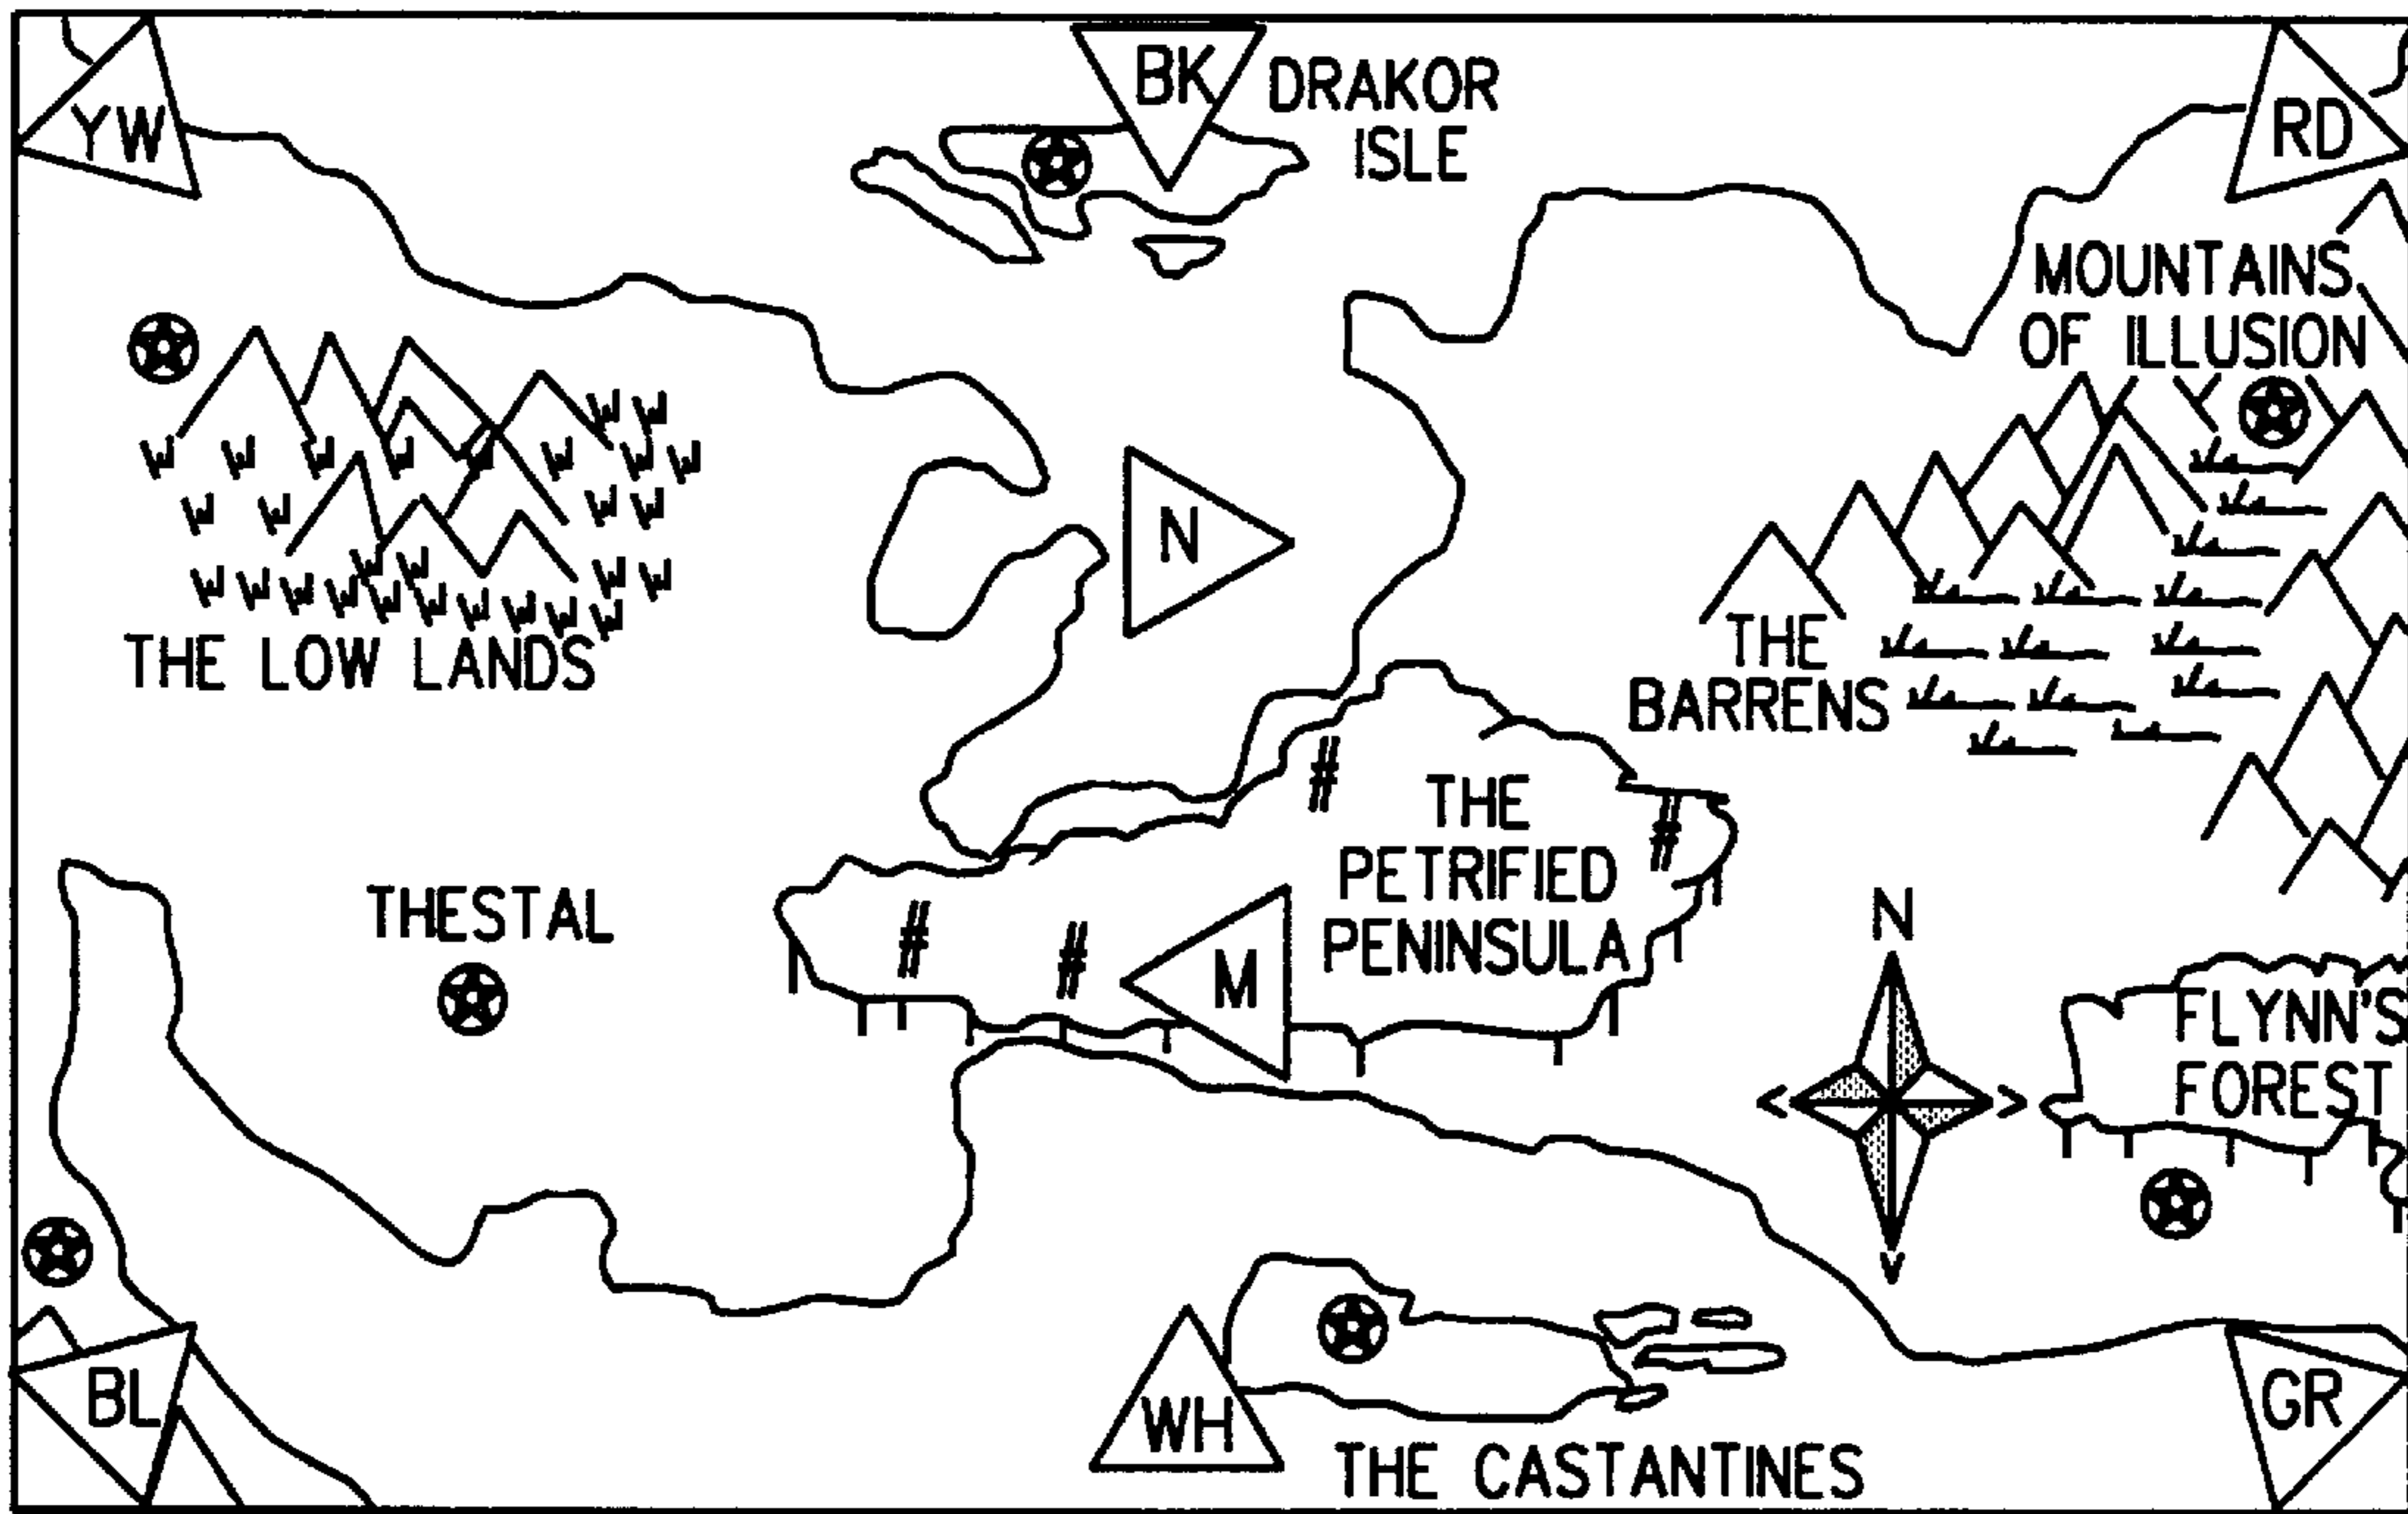 YW
BK
DRAKOR
ISLE
RD
MOUNTAINS
OF ILLUSION
N
THE LOW LANDS
THE
BARRENS
THE
PETRIFIED
PENINSULA
THESTAL
M
N
FLYNN'S
FOREST
BL
WH
THE CASTANTINES
GR